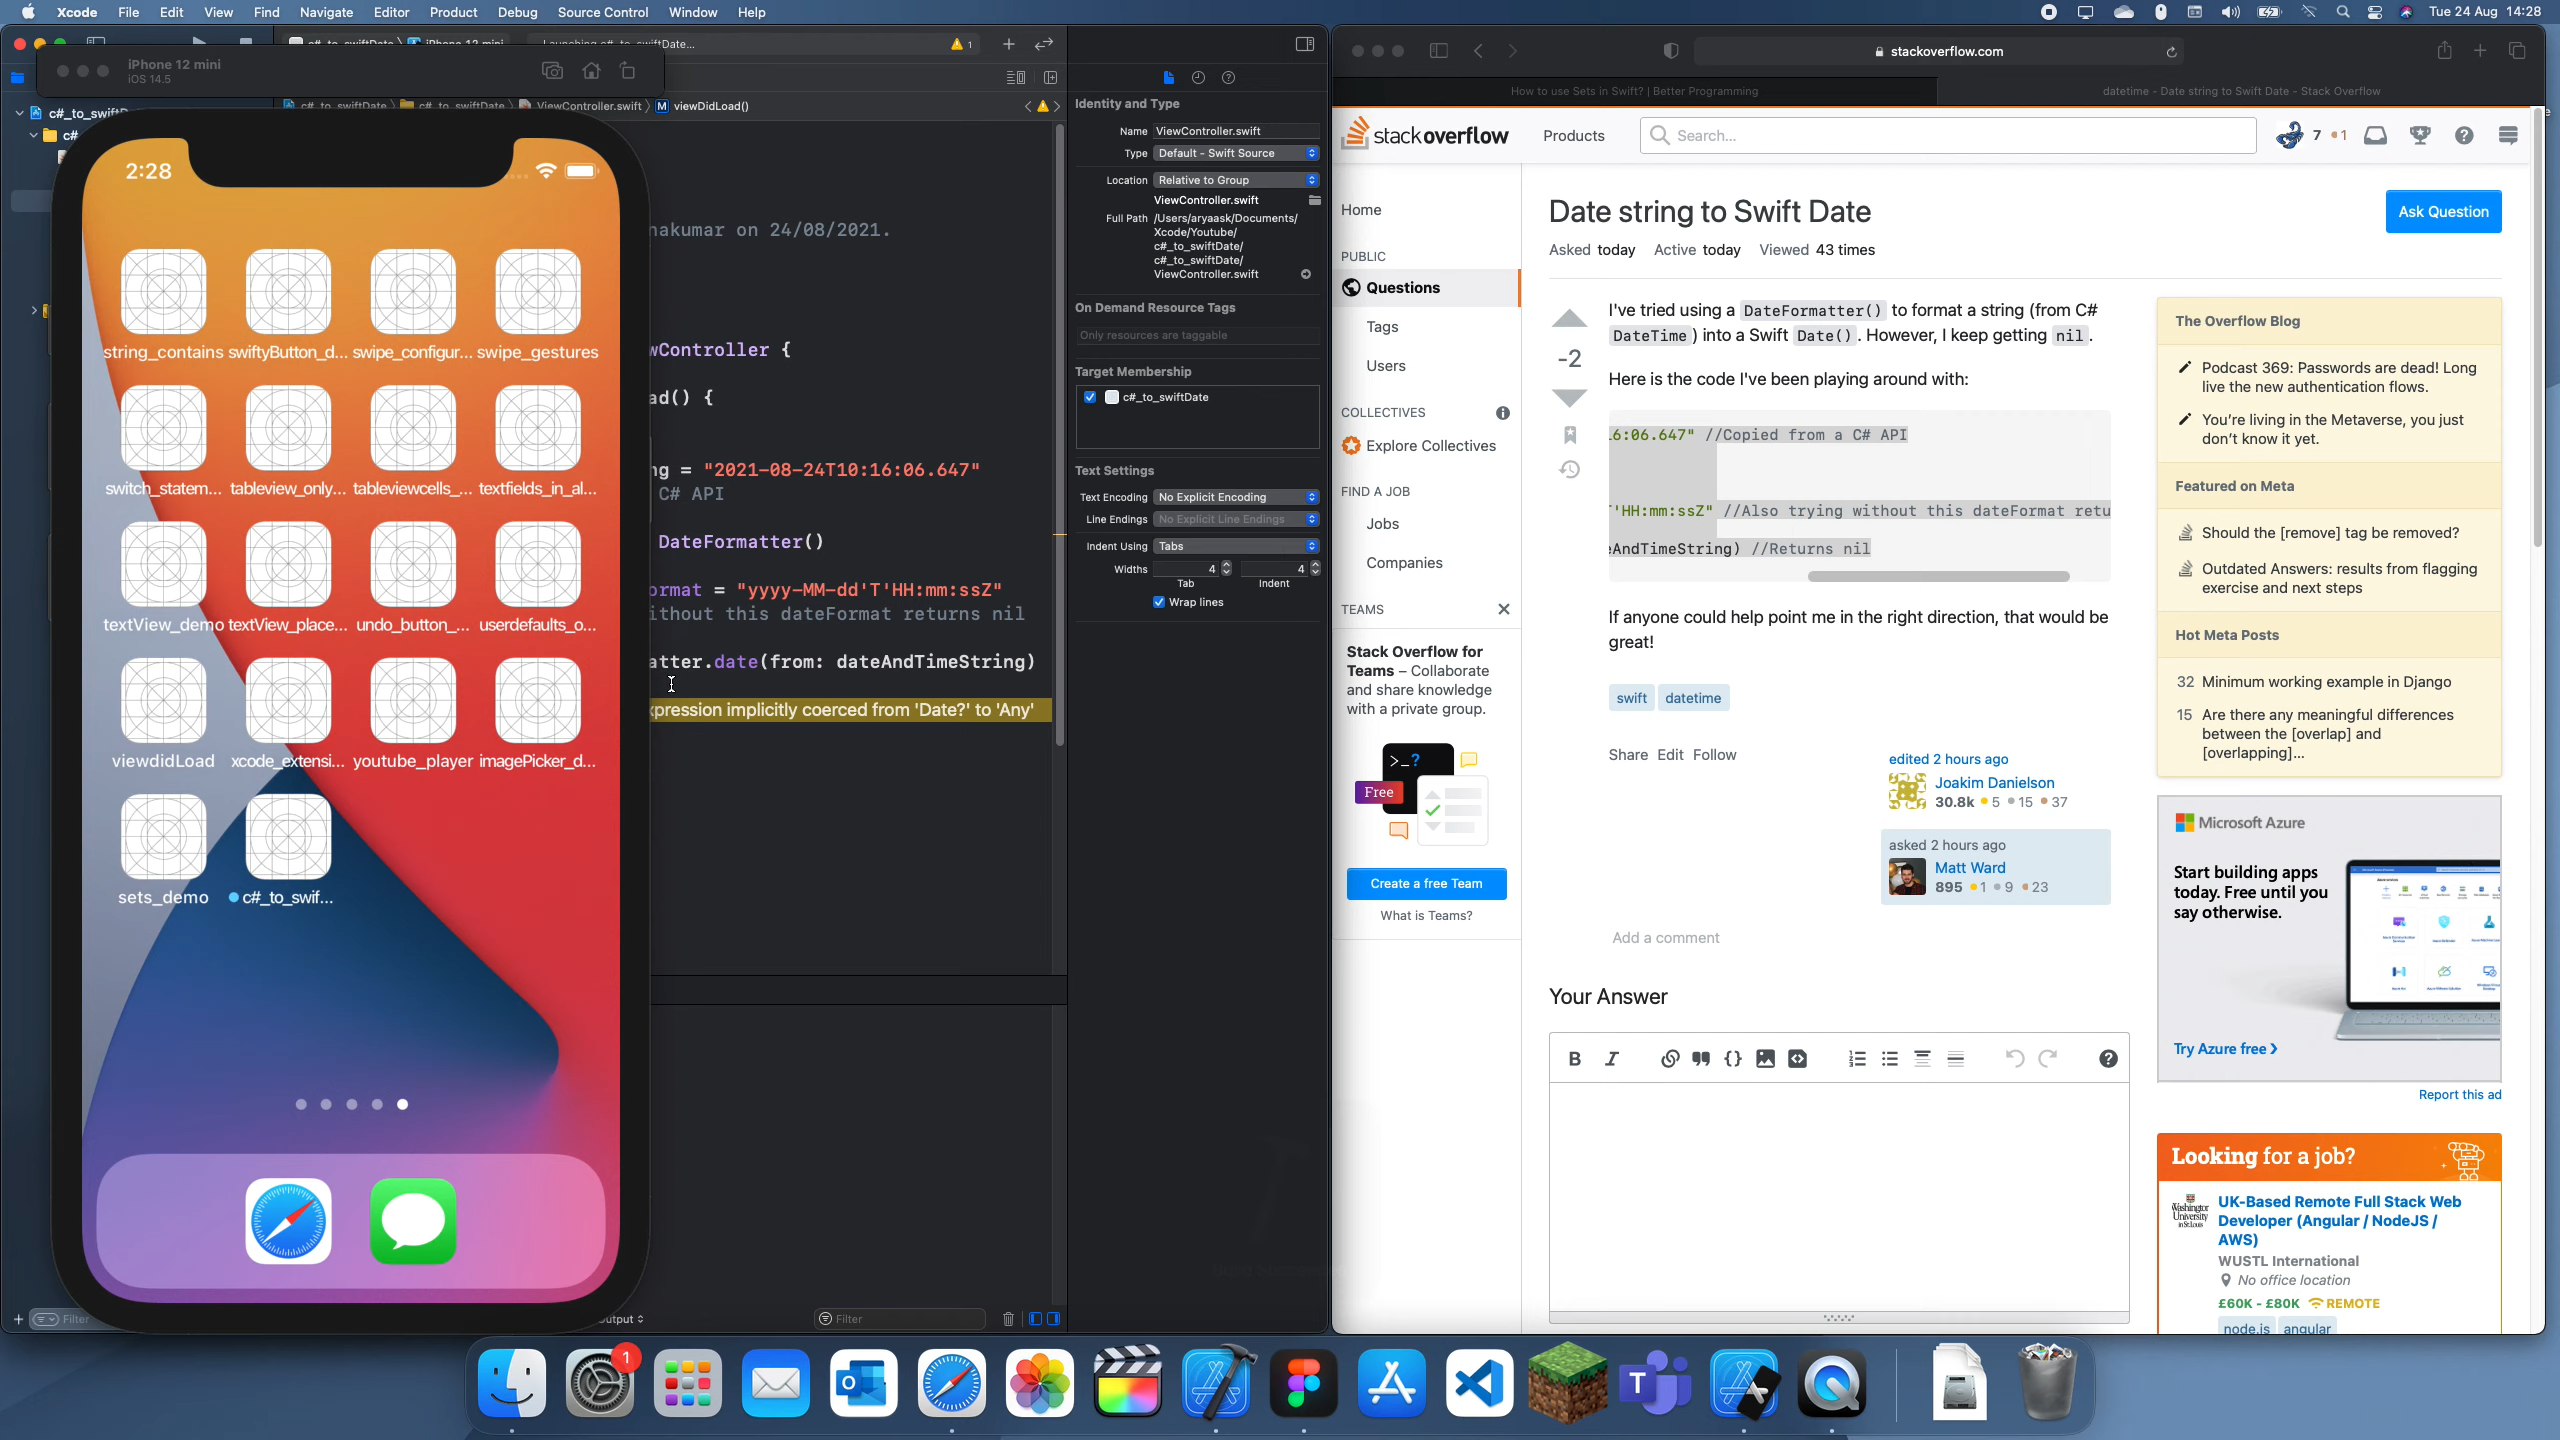 Xcode File Edit View Find Navigate Editor Product Debug Source Control Window Help
Tue 24 Aug 14:28
Launching c#_to_swiftDate...
1
iPhone 12 mini
iOS 14.5
ViewController.swift
M viewDidLoad()
2:28
string_contains swiftyButton_d... swipe_configur... swipe_gestures
switch_statem... tableview_only... tableviewcells_... textfields_in_al...
textView_demo textView_place... undo_button_... userdefaults_o...
viewdidLoad xcode_extensi... youtube_player imagePicker_d...
sets_demo c#_to_swif...
Filter
akumar on 24/08/2021.
wController {
ad() {
ng = "2021-08-24T10:16:06.647"
C# API
DateFormatter()
ormat = "yyyy-MM-dd'T'HH:mm:ssZ"
ithout this dateFormat returns nil
atter.date(from: dateAndTimeString)
xpression implicitly coerced from 'Date?' to 'Any'
utput
Filter
Identity and Type
Name ViewController.swift
Type Default - Swift Source
Location Relative to Group
ViewController.swift
Full Path /Users/aryaask/Documents/
Xcode/Youtube/
c#_to_swiftDate/
c#_to_swiftDate/
ViewController.swift
On Demand Resource Tags
Only resources are taggable
Target Membership
c#_to_swiftDate
Text Settings
Text Encoding No Explicit Encoding
Line Endings No Explicit Line Endings
Indent Using Tabs
Widths 4 4
Tab Indent
Wrap lines
stackoverflow.com
How to use Sets in Swift? | Better Programming
datetime - Date string to Swift Date - Stack Overflow
stackoverflow
Products
Search...
7 1
Home
PUBLIC
Questions
Tags
Users
COLLECTIVES
Explore Collectives
FIND A JOB
Jobs
Companies
TEAMS
Stack Overflow for
Teams – Collaborate
and share knowledge
with a private group.
>_?
Free
Create a free Team
What is Teams?
Date string to Swift Date
Ask Question
Asked today Active today Viewed 43 times
-2
I've tried using a DateFormatter() to format a string (from C#
DateTime) into a Swift Date(). However, I keep getting nil.
Here is the code I've been playing around with:
16:06.647" //Copied from a C# API
T'HH:mm:ssZ" //Also trying without this dateFormat retu
eAndTimeString) //Returns nil
If anyone could help point me in the right direction, that would be
great!
swift datetime
Share Edit Follow
edited 2 hours ago
Joakim Danielson
30.8k 5 15 37
asked 2 hours ago
Matt Ward
895 1 9 23
Add a comment
Your Answer
B I
The Overflow Blog
Podcast 369: Passwords are dead! Long
live the new authentication flows.
You're living in the Metaverse, you just
don't know it yet.
Featured on Meta
Should the [remove] tag be removed?
Outdated Answers: results from flagging
exercise and next steps
Hot Meta Posts
32 Minimum working example in Django
15 Are there any meaningful differences
between the [overlap] and
[overlapping]...
Microsoft Azure
Start building apps
today. Free until you
say otherwise.
Try Azure free
Report this ad
Looking for a job?
Washington
University
in St.Louis
UK-Based Remote Full Stack Web
Developer (Angular / NodeJS /
AWS)
WUSTL International
No office location
£60K - £80K REMOTE
node.js angular
1